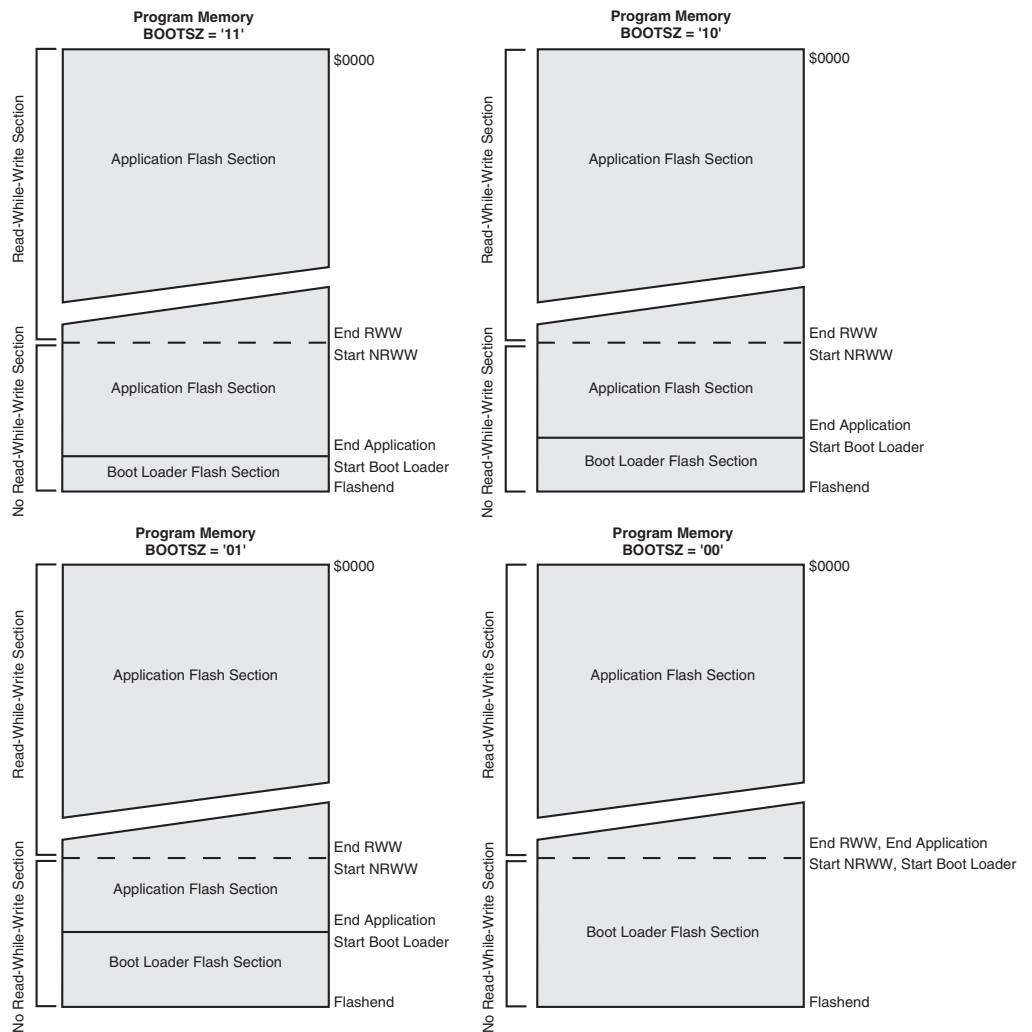 Program Memory
BOOTSZ = '11'
$0000
Read-While-Write Section
Application Flash Section
End RWW
Start NRWW
No Read-While-Write Section
Application Flash Section
End Application
Start Boot Loader
Boot Loader Flash Section
Flashend
Program Memory
BOOTSZ = '10'
$0000
Read-While-Write Section
Application Flash Section
End RWW
Start NRWW
No Read-While-Write Section
Application Flash Section
End Application
Start Boot Loader
Boot Loader Flash Section
Flashend
Program Memory
BOOTSZ = '01'
$0000
Read-While-Write Section
Application Flash Section
End RWW
Start NRWW
No Read-While-Write Section
Application Flash Section
End Application
Start Boot Loader
Boot Loader Flash Section
Flashend
Program Memory
BOOTSZ = '00'
$0000
Read-While-Write Section
Application Flash Section
End RWW, End Application
Start NRWW, Start Boot Loader
No Read-While-Write Section
Boot Loader Flash Section
Flashend